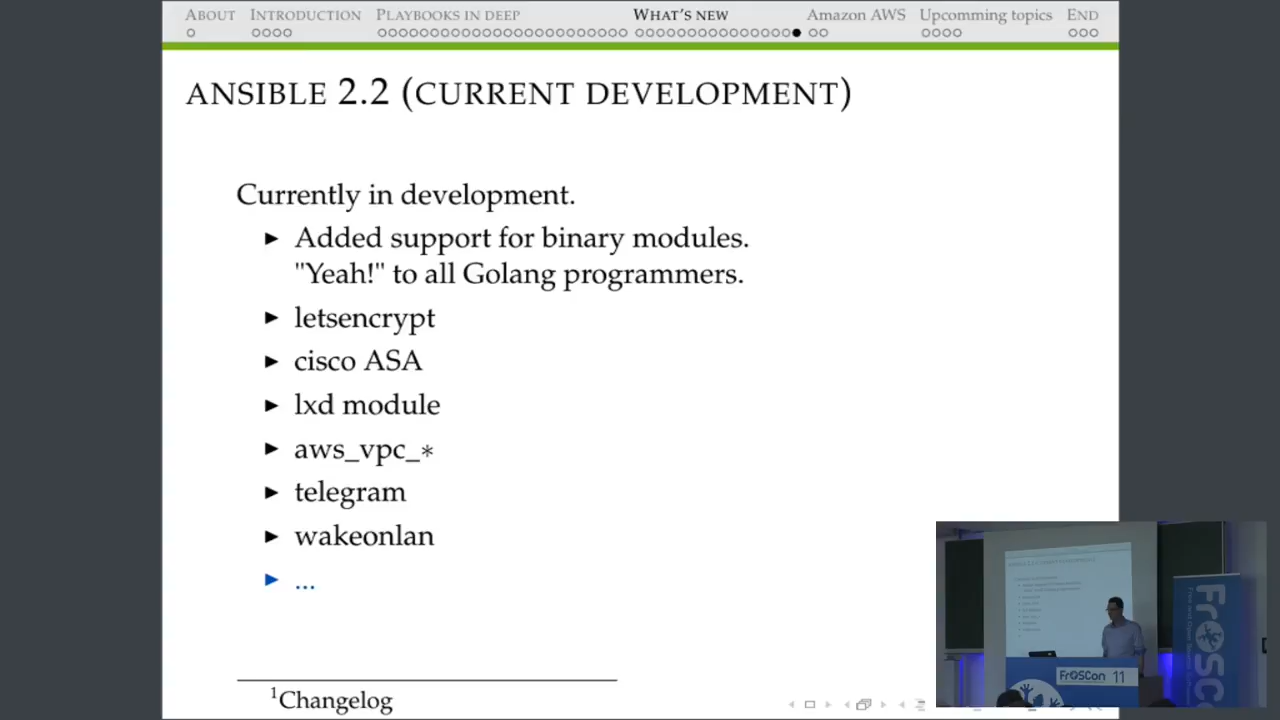 ABOUT INTRODUCTION PLAYBOOKS IN DEEP WHAT'S NEW Amazon AWS Upcomming topics END
ANSIBLE 2.2 (CURRENT DEVELOPMENT)
Currently in development.
Added support for binary modules.
"Yeah!" to all Golang programmers.
letsencrypt
cisco ASA
lxd module
aws_vpc_*
telegram
wakeonlan
...
1Changelog
FrOSCon 11
FrOSC